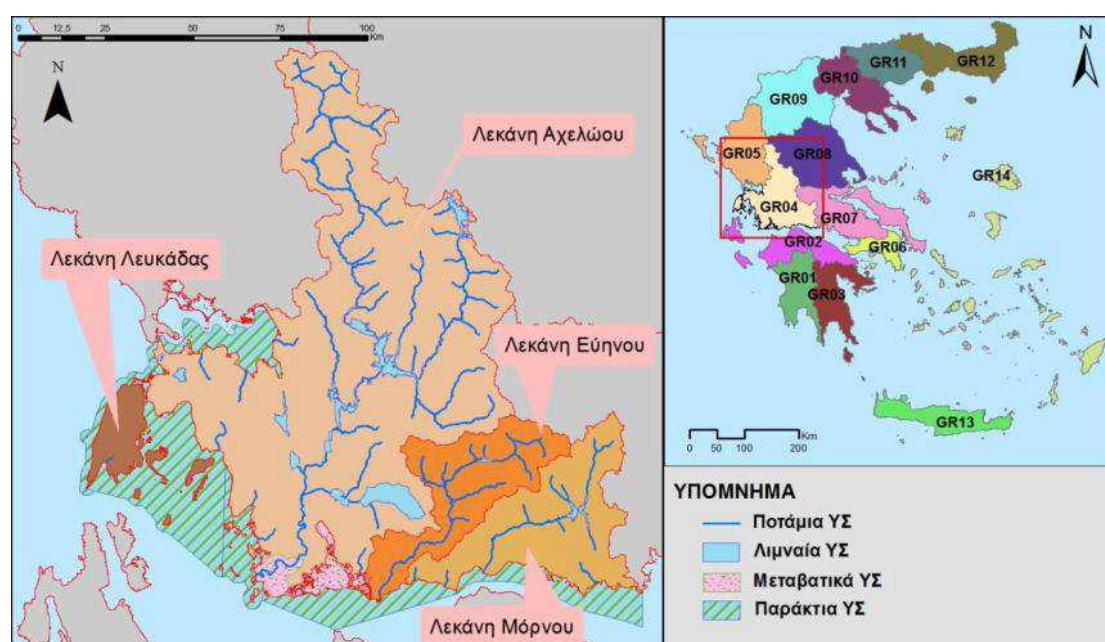 0 12,5 25 50 75 100
Km
N
Λεκάνη Αχελώου
Λεκάνη Λευκάδας
Λεκάνη Εύηνου
Λεκάνη Μόρνου
N
GR11
GR12
GR10
GR09
GR05
GR08
GR14
GR04
GR07
GR02
GR06
GR01
GR03
GR13
0 50 100 200
Km
ΥΠΟΜΝΗΜΑ
Ποτάμια ΥΣ
Λιμναία ΥΣ
Μεταβατικά ΥΣ
Παράκτια ΥΣ